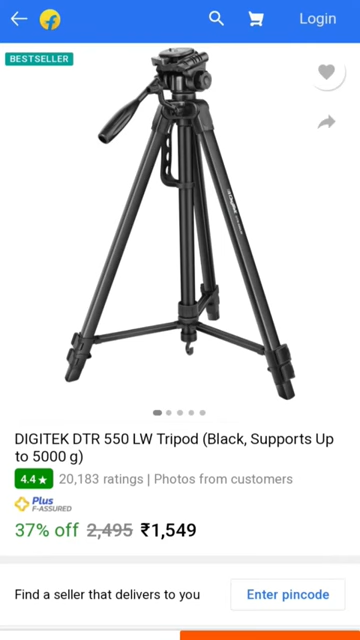 Login
BESTSELLER
DIGITEK DTR 550 LW Tripod (Black, Supports Up
to 5000 g)
4.4★ 20,183 ratings | Photos from customers
Plus
F-ASSURED
37% off 2,495 ₹1,549
Find a seller that delivers to you Enter pincode